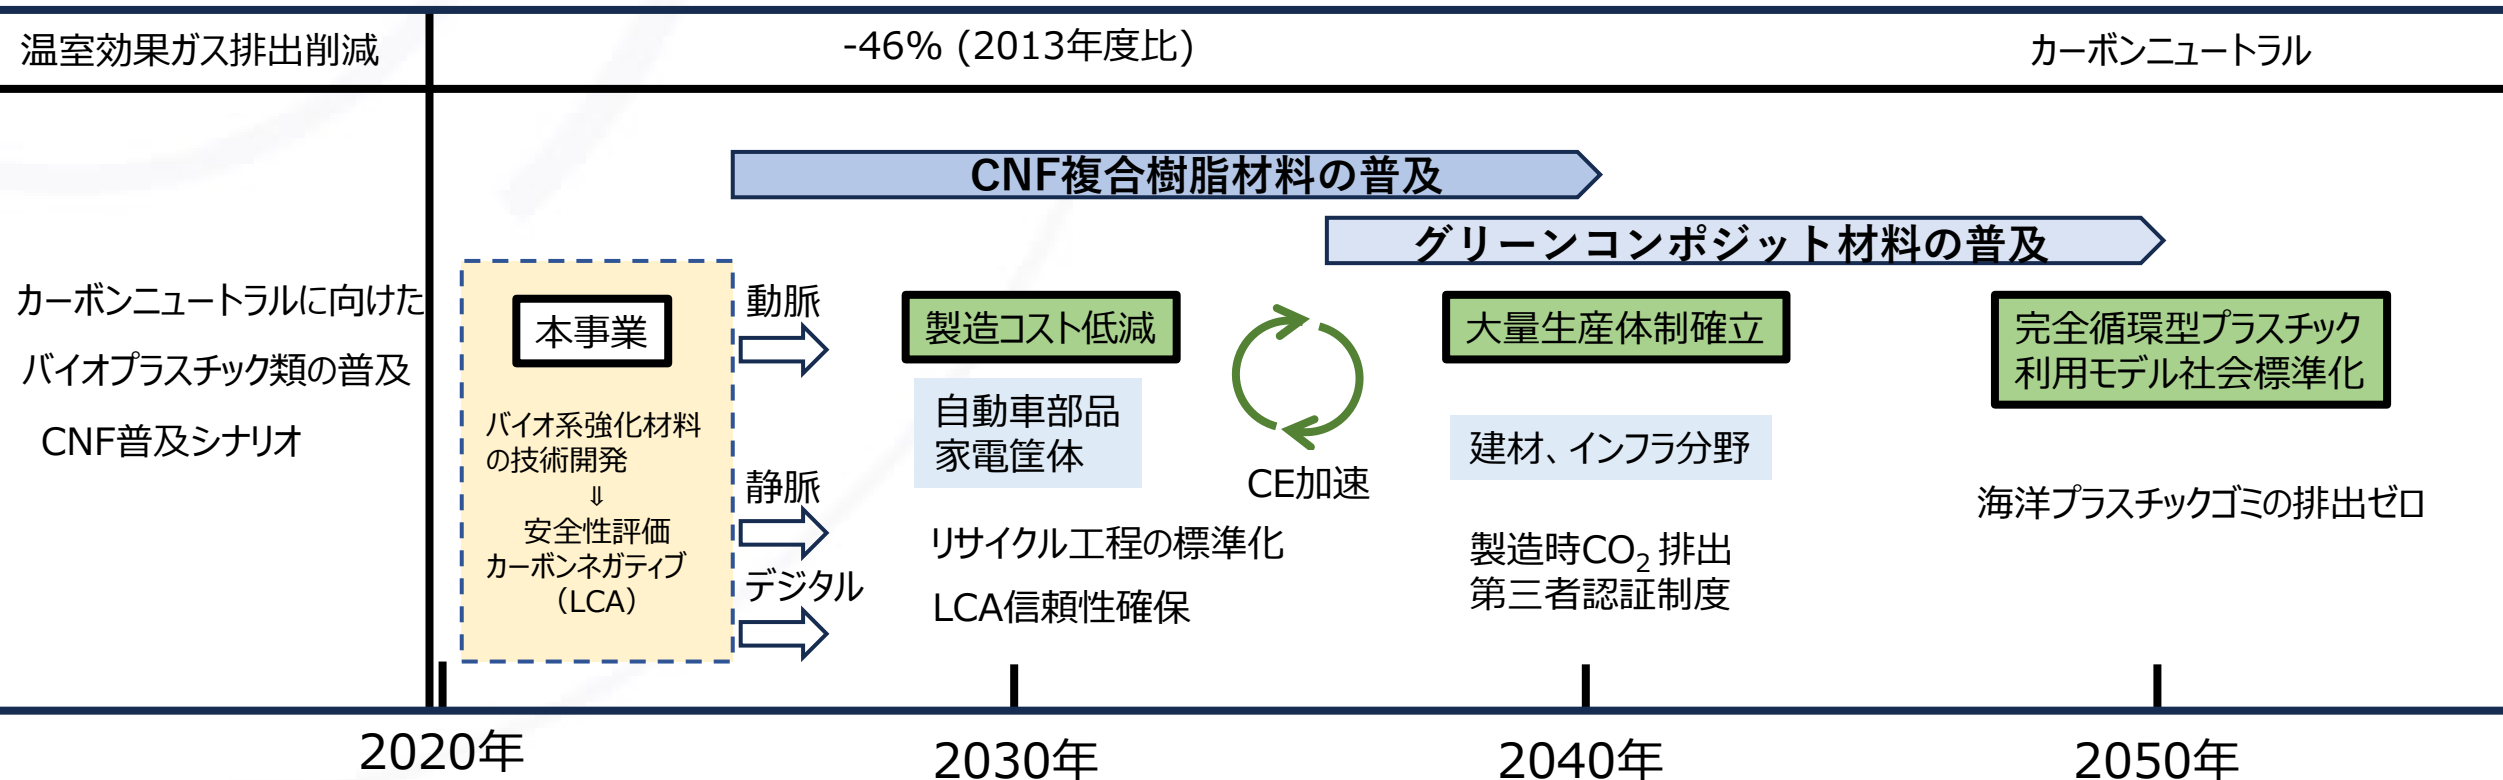 温室効果ガス排出削減
-46% (2013年度比)
カーボンニュートラル
CNF複合樹脂材料の普及
グリーンコンポジット材料の普及
カーボンニュートラルに向けた
バイオプラスチック類の普及
CNF普及シナリオ
本事業
バイオ系強化材料
の技術開発
⇓
安全性評価
カーボンネガティブ
（LCA）
動脈
静脈
デジタル
製造コスト低減
自動車部品
家電筐体
リサイクル工程の標準化
LCA信頼性確保
CE加速
大量生産体制確立
建材、インフラ分野
製造時CO₂排出
第三者認証制度
完全循環型プラスチック
利用モデル社会標準化
海洋プラスチックゴミの排出ゼロ
2020年
2030年
2040年
2050年